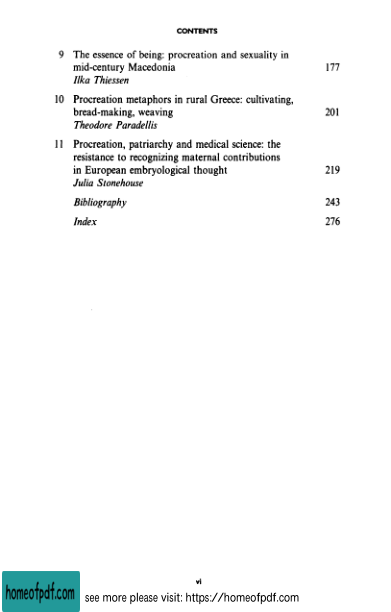 CONTENTS
9 The essence of being: procreation and sexuality in
mid-century Macedonia 177
Ilka Thiessen
10 Procreation metaphors in rural Greece: cultivating,
bread-making, weaving 201
Theodore Paradellis
11 Procreation, patriarchy and medical science: the
resistance to recognizing maternal contributions
in European embryological thought 219
Julia Stonehouse
Bibliography 243
Index 276
vi
homeofpdf.com see more please visit: https://homeofpdf.com